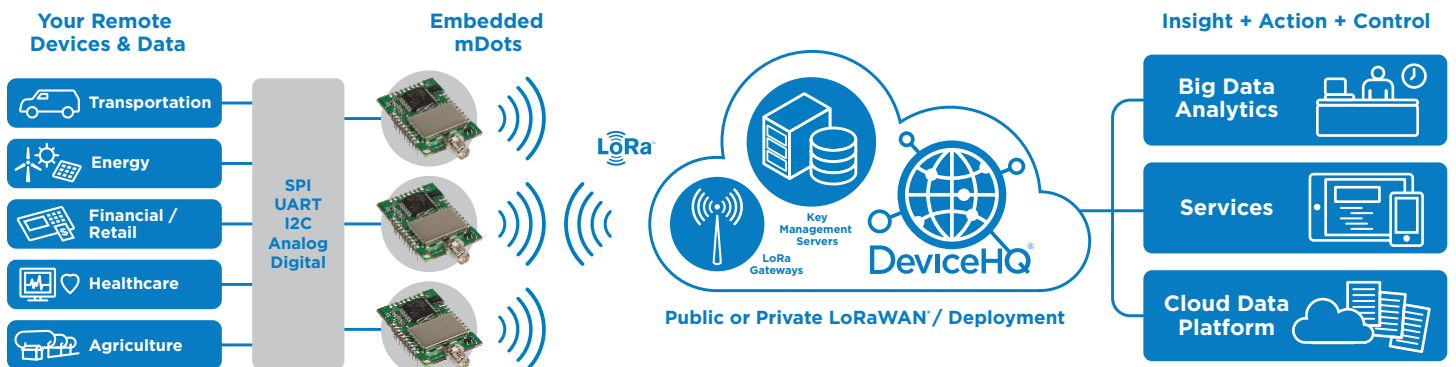 Your Remote
Devices & Data
Transportation
Energy
Financial /
Retail
Healthcare
Agriculture
SPI
UART
I2C
Analog
Digital
Embedded
mDots
LoRa™
Key
Management
Servers
LoRa
Gateways
DeviceHQ®
Public or Private LoRaWAN®/ Deployment
Insight + Action + Control
Big Data
Analytics
Services
Cloud Data
Platform